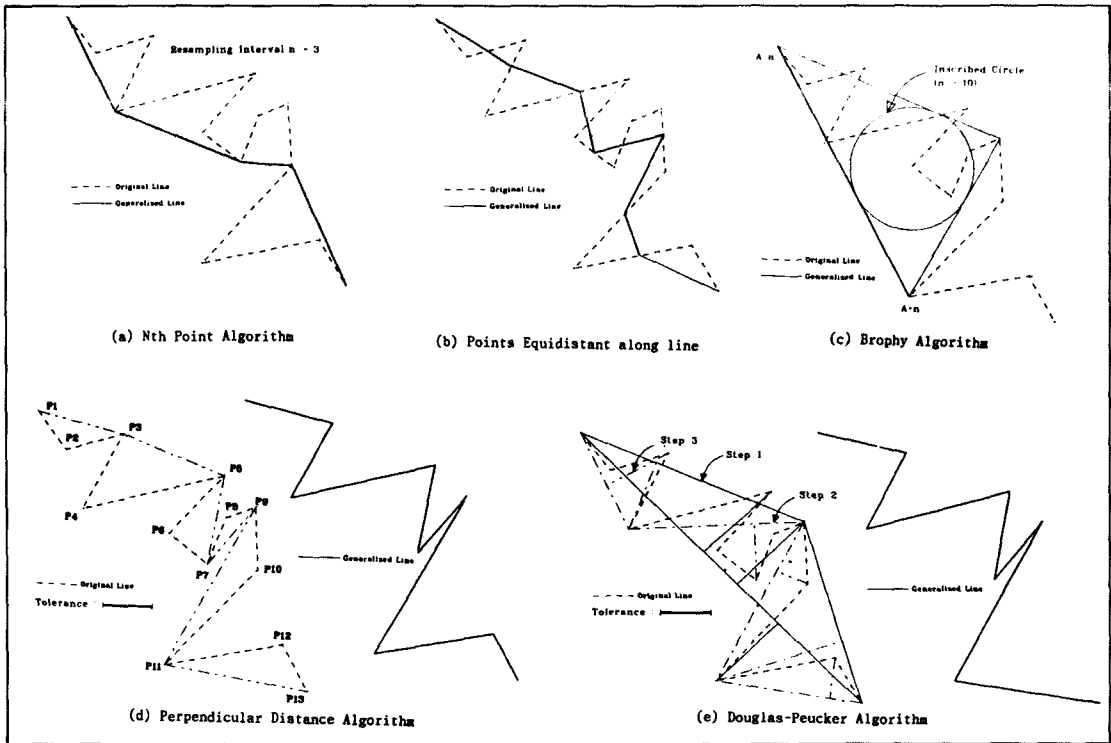 Resampling Interval n - 3
Original Line
Generalised Line
(a) Nth Point Algorithm
Original Line
Generalised Line
(b) Points Equidistant along line
A-n
Inscribed Circle
(n - 10)
Original Line
Generalised Line
A+n
(c) Brophy Algorithm
P1
P2
P3
P4
P5
P6
P7
P8
P9
P10
P11
P12
P13
Original Line
Tolerance :
Generalised Line
(d) Perpendicular Distance Algorithm
Step 3
Step 1
Step 2
Original Line
Tolerance :
Generalised Line
(e) Douglas-Peucker Algorithm